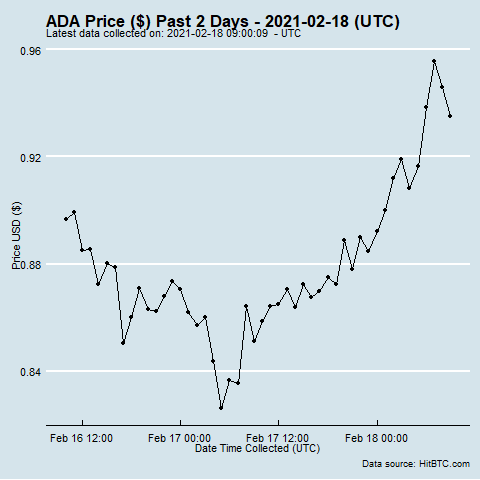 ADA Price ($) Past 2 Days - 2021-02-18 (UTC)
Latest data collected on: 2021-02-18 09:00:09  - UTC
0.96
0.92
0.88
0.84
Price USD ($)
Feb 16 12:00
Feb 17 00:00
Feb 17 12:00
Feb 18 00:00
Date Time Collected (UTC)
Data source: HitBTC.com